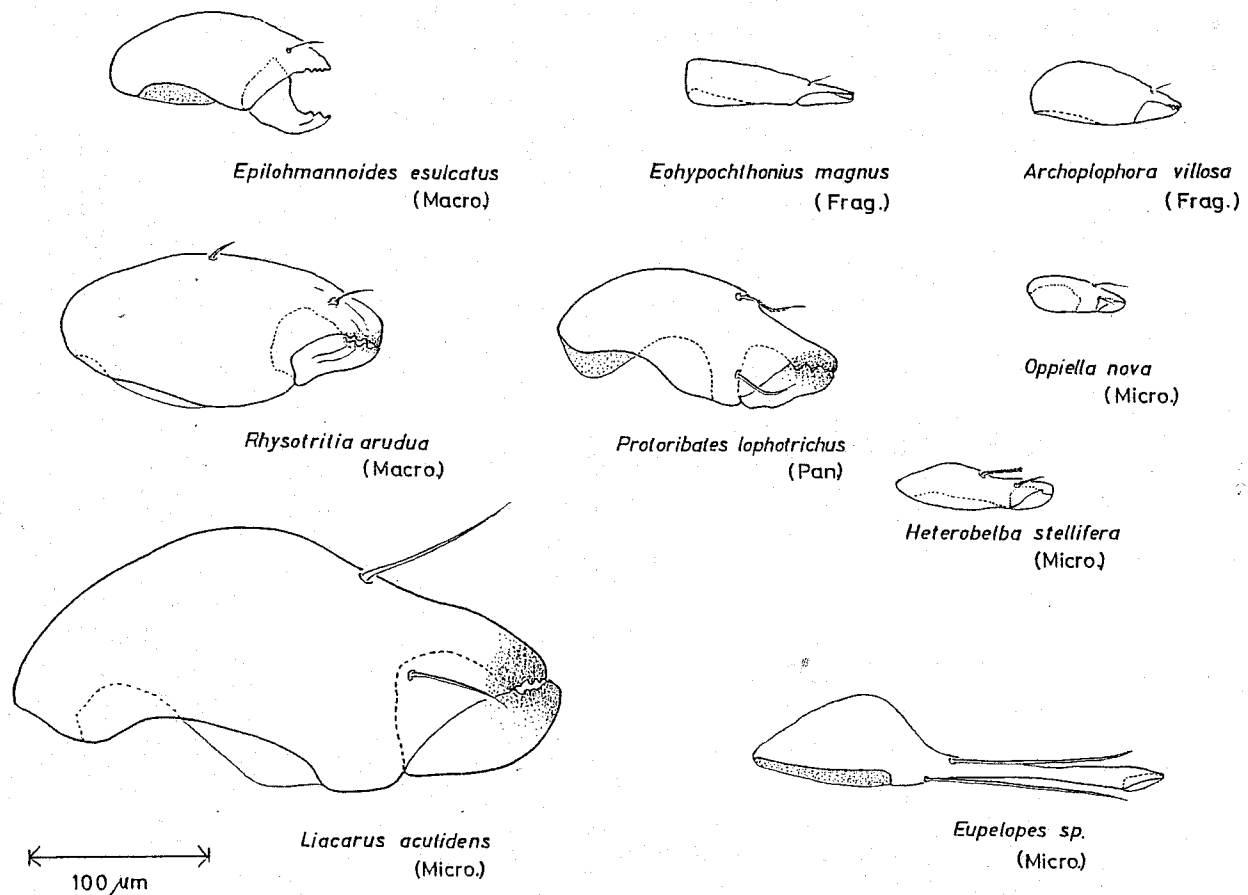 Epilohmannoides esulcatus
(Macro.)
Eohypochthonius magnus
(Frag.)
Archoplophora villosa
(Frag.)
Rhysotritia arudua
(Macro.)
Protoribates lophotrichus
(Pan.)
Oppiella nova
(Micro.)
Heterobelba stellifera
(Micro.)
Liacarus acutidens
(Micro.)
Eupelopes sp.
(Micro.)
100 μm